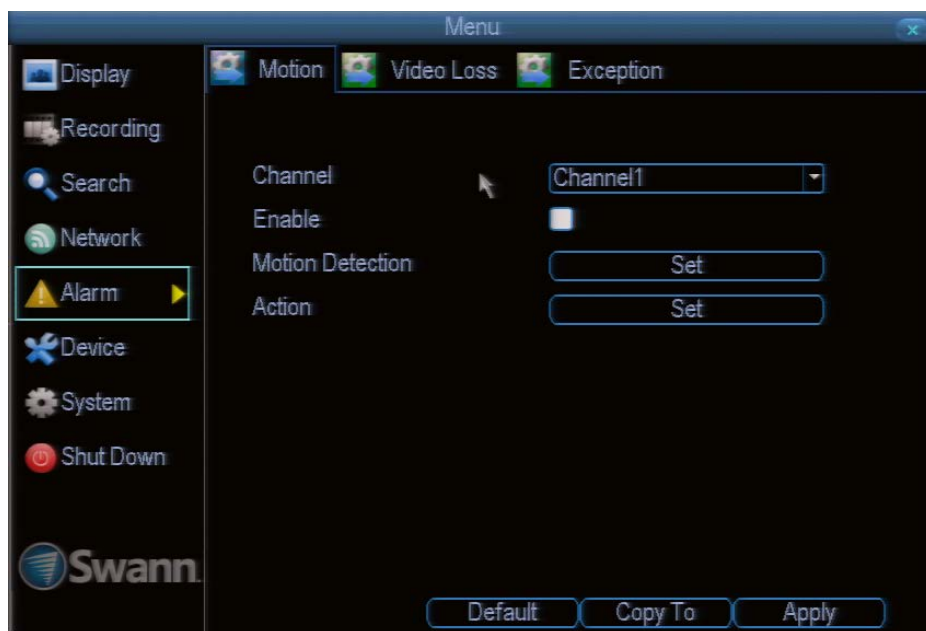 Menu
Display
Recording
Search
Network
Alarm
Device
System
Shut Down
Swann
Motion Video Loss Exception
Channel Channel1
Enable
Motion Detection Set
Action Set
Default Copy To Apply